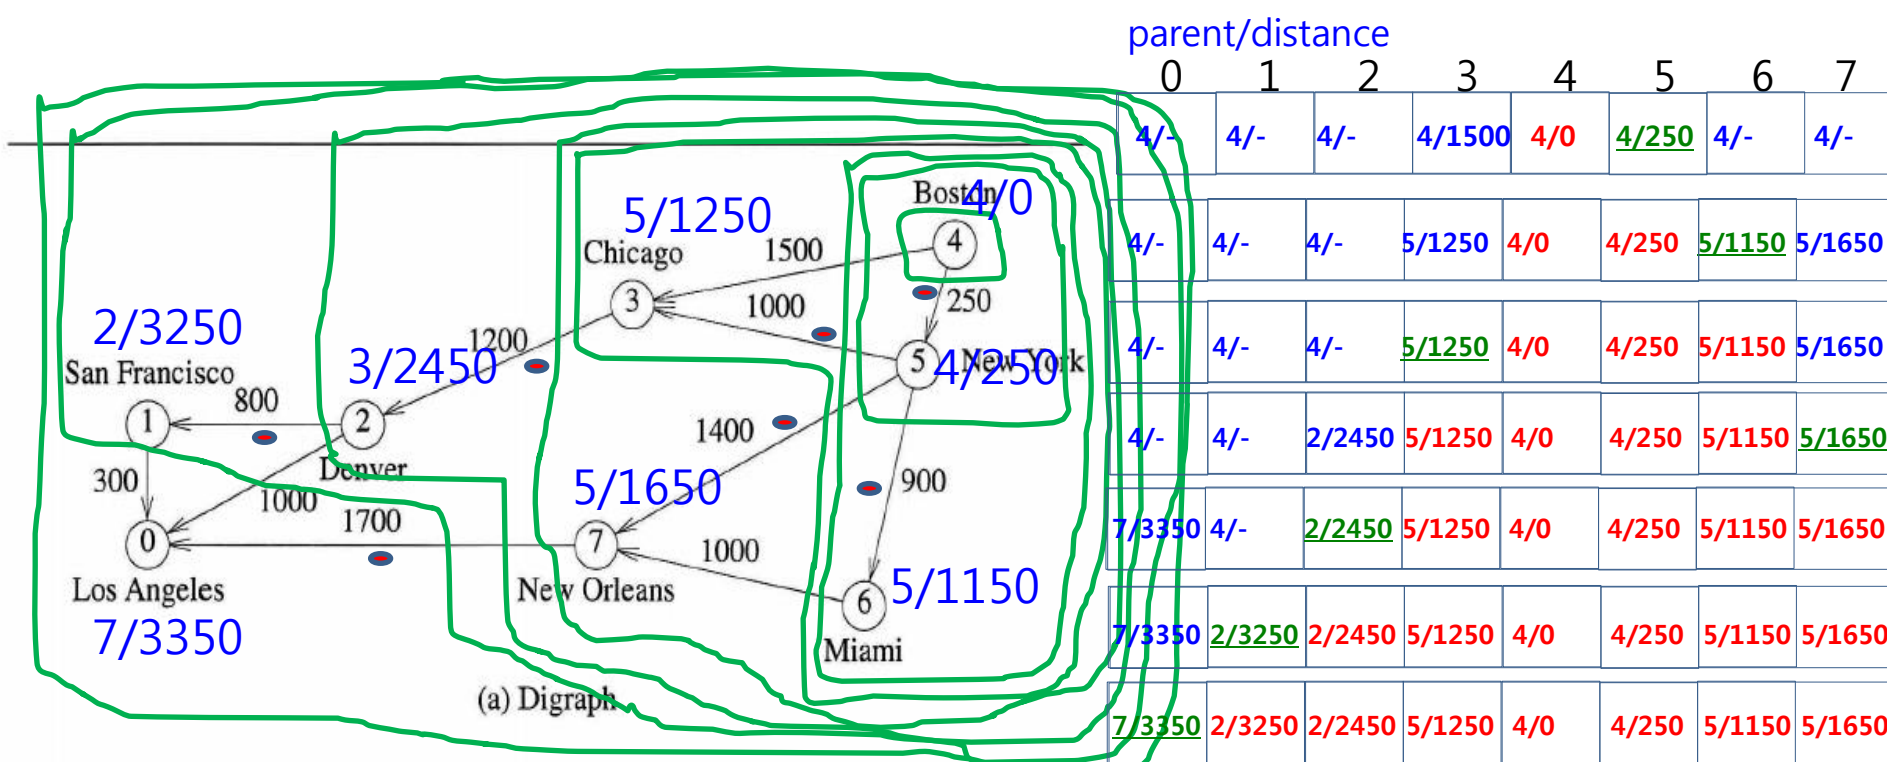 parent/distance
0 1 2 3 4 5 6 7
4/- 4/- 4/- 4/1500 4/0 4/250 4/- 4/-
4/- 4/- 4/- 5/1250 4/0 4/250 5/1150 5/1650
4/- 4/- 4/- 5/1250 4/0 4/250 5/1150 5/1650
4/- 4/- 2/2450 5/1250 4/0 4/250 5/1150 5/1650
7/3350 4/- 2/2450 5/1250 4/0 4/250 5/1150 5/1650
7/3350 2/3250 2/2450 5/1250 4/0 4/250 5/1150 5/1650
7/3350 2/3250 2/2450 5/1250 4/0 4/250 5/1150 5/1650
Boston
4/0
4
5/1250
Chicago
1500
3
1000
250
2/3250
San Francisco
1200
3/2450
5
New York
4/250
800
1
2
Denver
1400
300
1000
1700
5/1650
900
0
7
1000
Los Angeles
New Orleans
6
5/1150
7/3350
Miami
(a) Digraph